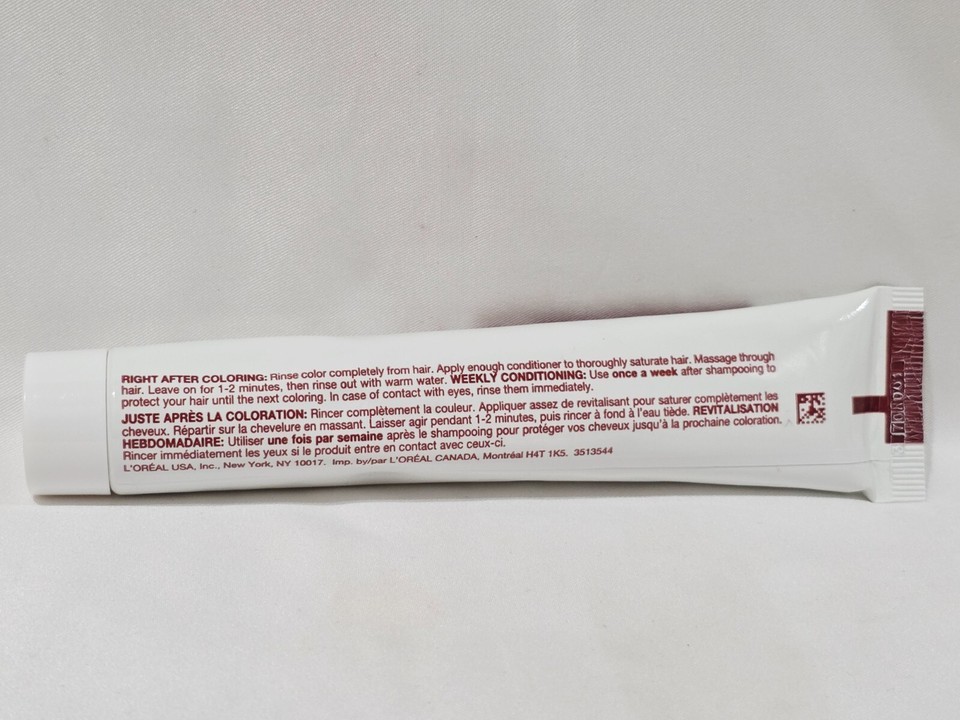 RIGHT AFTER COLORING: Rinse color completely from hair. Apply enough conditioner to thoroughly saturate hair. Massage through
hair. Leave on for 1-2 minutes, then rinse out with warm water. WEEKLY CONDITIONING: Use once a week after shampooing to
protect your hair until the next coloring. In case of contact with eyes, rinse them immediately.
JUSTE APRÈS LA COLORATION: Rincer complètement la couleur. Appliquer assez de revitalisant pour saturer complètement les
cheveux. Répartir sur la chevelure en massant. Laisser agir pendant 1-2 minutes, puis rincer à fond à l'eau tiède. REVITALISATION
HEBDOMADAIRE: Utiliser une fois par semaine après le shampooing pour protéger vos cheveux jusqu'à la prochaine coloration.
Rincer immédiatement les yeux si le produit entre en contact avec ceux-ci.
L'ORÉAL USA, Inc., New York, NY 10017. Imp. by/par L'ORÉAL CANADA, Montréal H4T 1K5. 3513544